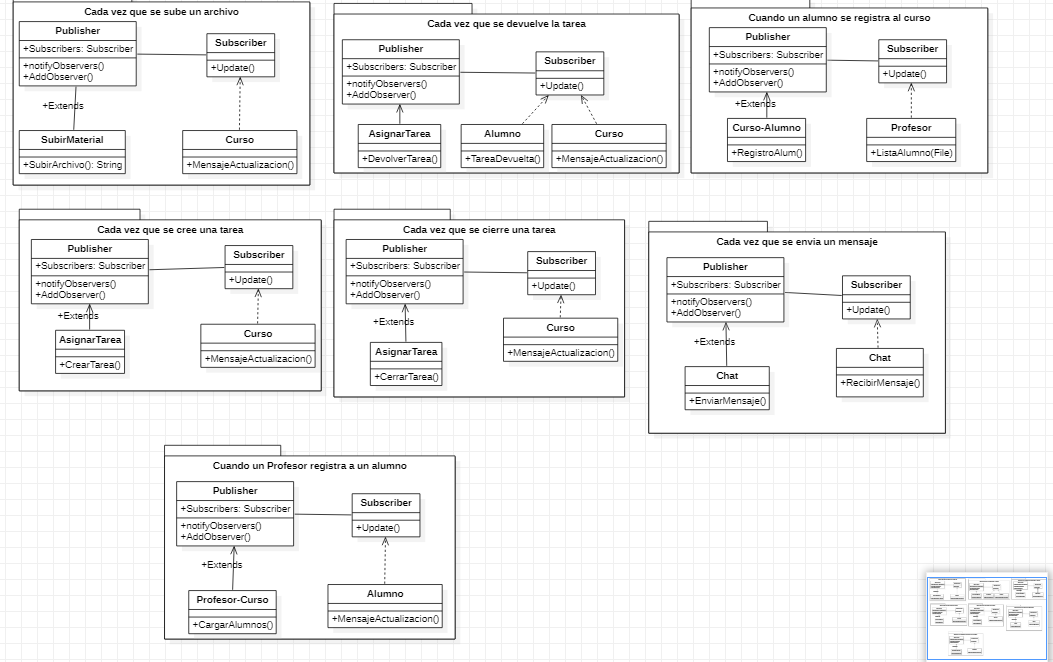 Cada vez que se sube un archivo
Publisher
+Subscribers: Subscriber
+notifyObservers()
+AddObserver()
Subscriber
+Update()
+Extends
SubirMaterial
+SubirArchivo(): String
Curso
+MensajeActualizacion()
Cada vez que se devuelve la tarea
Publisher
+Subscribers: Subscriber
+notifyObservers()
+AddObserver()
Subscriber
+Update()
AsignarTarea
+DevolverTarea()
Alumno
+TareaDevuelta()
Curso
+MensajeActualizacion()
Cuando un alumno se registra al curso
Publisher
+Subscribers: Subscriber
+notifyObservers()
+AddObserver()
Subscriber
+Update()
+Extends
Curso-Alumno
+RegistroAlum()
Profesor
+ListaAlumno(File)
Cada vez que se cree una tarea
Publisher
+Subscribers: Subscriber
+notifyObservers()
+AddObserver()
Subscriber
+Update()
+Extends
AsignarTarea
+CrearTarea()
Curso
+MensajeActualizacion()
Cada vez que se cierre una tarea
Publisher
+Subscribers: Subscriber
+notifyObservers()
+AddObserver()
Subscriber
+Update()
+Extends
AsignarTarea
+CerrarTarea()
Curso
+MensajeActualizacion()
Cada vez que se envia un mensaje
Publisher
+Subscribers: Subscriber
+notifyObservers()
+AddObserver()
Subscriber
+Update()
+Extends
Chat
+EnviarMensaje()
Chat
+RecibirMensaje()
Cuando un Profesor registra a un alumno
Publisher
+Subscribers: Subscriber
+notifyObservers()
+AddObserver()
Subscriber
+Update()
+Extends
Profesor-Curso
+CargarAlumnos()
Alumno
+MensajeActualizacion()